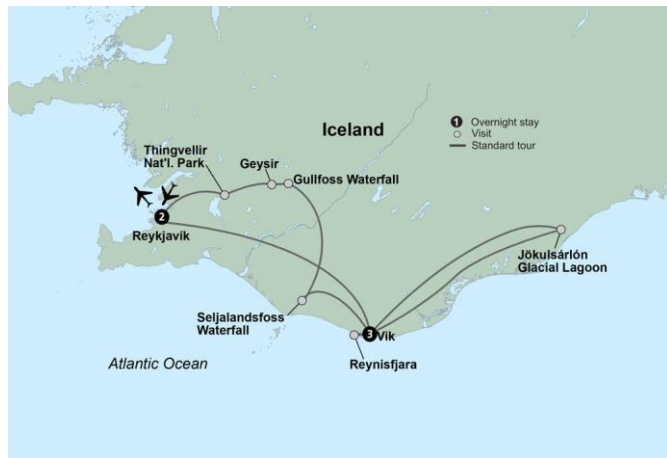 Iceland
1 Overnight stay
Visit
Standard tour
Thingvellir
Nat'l. Park
Geysir
Gullfoss Waterfall
2
Reykjavík
Jökulsárlón
Glacial Lagoon
Seljalandsfoss
Waterfall
3 Vik
Reynisfjara
Atlantic Ocean